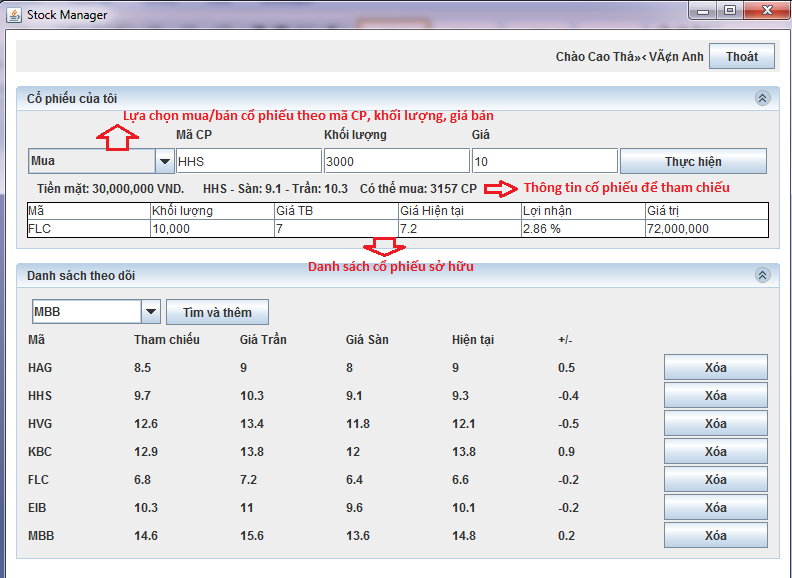 Stock Manager
Chào Cao Thá»‹ VÃ¢n Anh Thoát
Cổ phiếu của tôi
Lựa chọn mua/bán cổ phiếu theo mã CP, khối lượng, giá bán
Mã CP Khối lượng Giá
Mua HHS 3000 10 Thực hiện
Tiền mặt: 30,000,000 VND. HHS - Sàn: 9.1 - Trần: 10.3 Có thể mua: 3157 CP Thông tin cổ phiếu để tham chiếu
Mã Khối lượng Giá TB Giá Hiện tại Lợi nhận Giá trị
FLC 10,000 7 7.2 2.86 % 72,000,000
Danh sách cổ phiếu sở hữu
Danh sách theo dõi
MBB Tìm và thêm
Mã Tham chiếu Giá Trần Giá Sàn Hiện tại +/-
HAG 8.5 9 8 9 0.5 Xóa
HHS 9.7 10.3 9.1 9.3 -0.4 Xóa
HVG 12.6 13.4 11.8 12.1 -0.5 Xóa
KBC 12.9 13.8 12 13.8 0.9 Xóa
FLC 6.8 7.2 6.4 6.6 -0.2 Xóa
EIB 10.3 11 9.6 10.1 -0.2 Xóa
MBB 14.6 15.6 13.6 14.8 0.2 Xóa